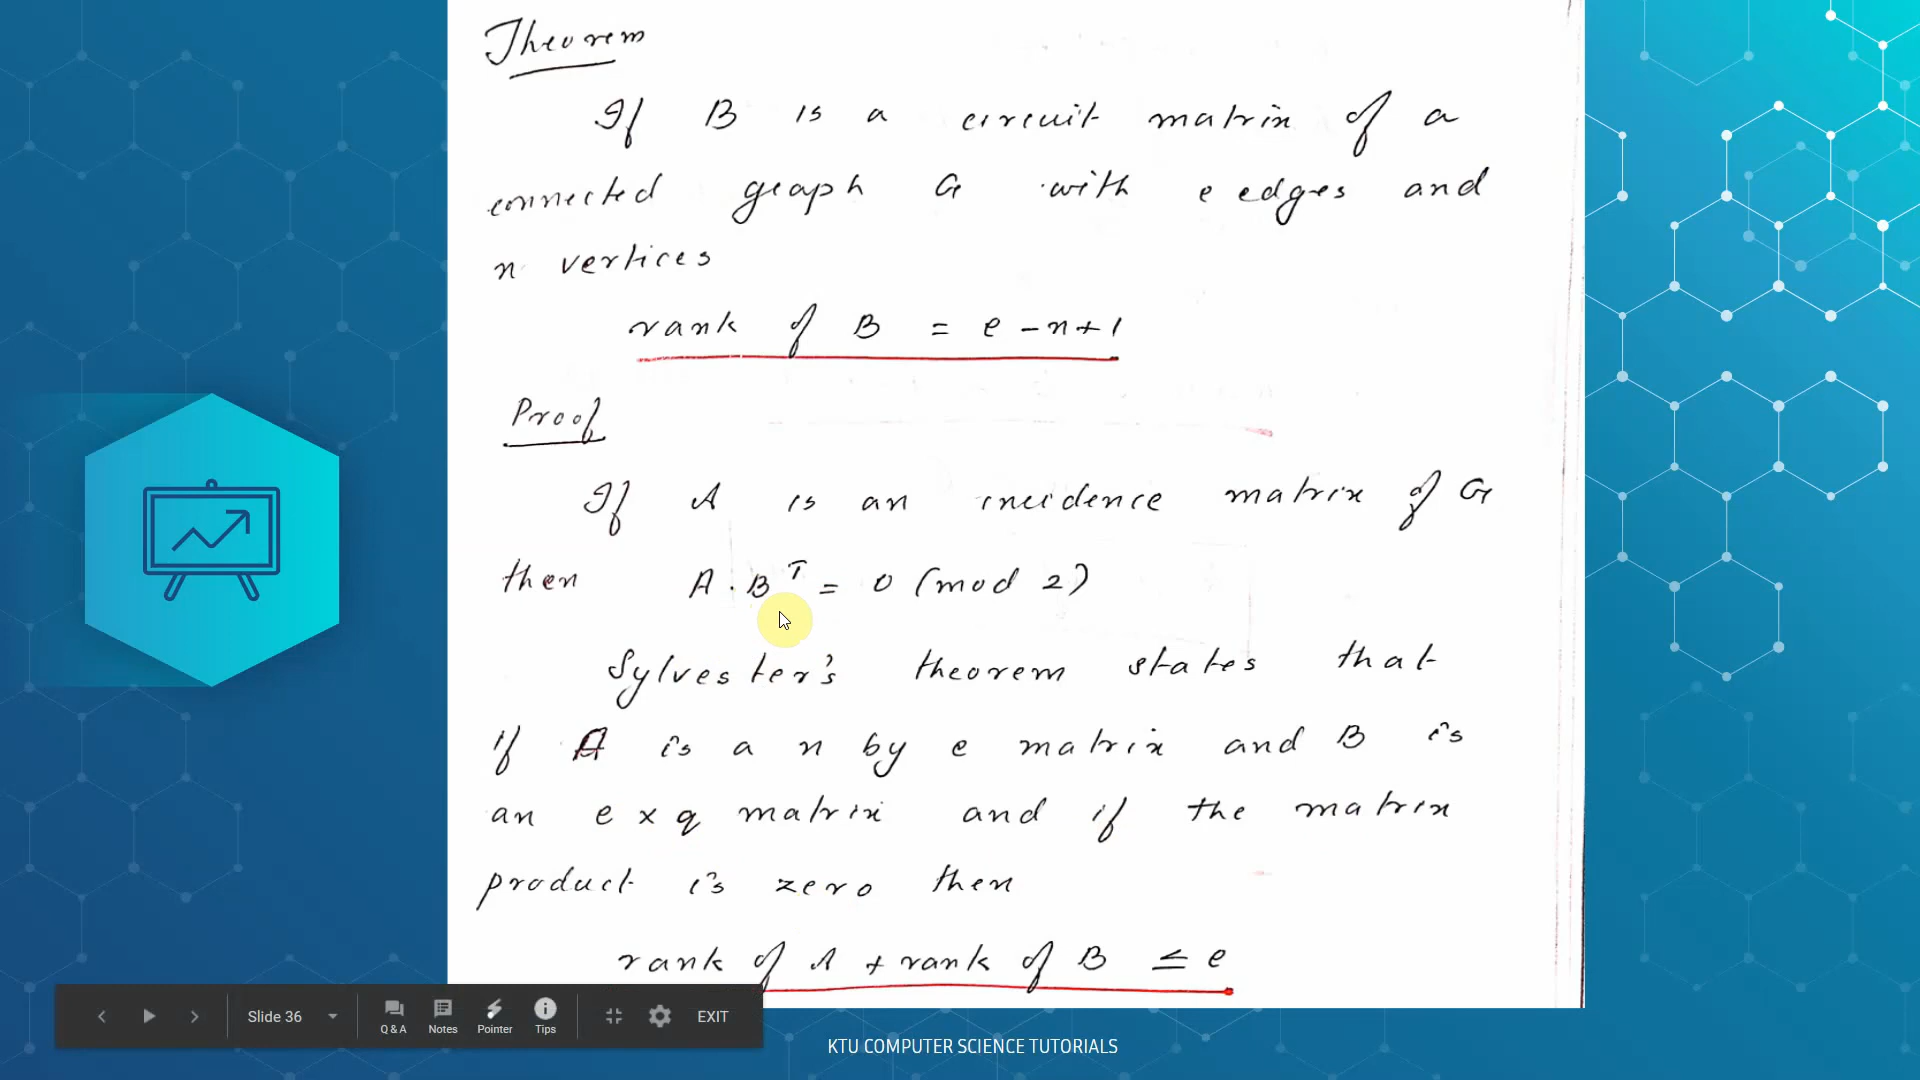 Theorem
If B is a circuit matrix of a
connected graph G with e edges and
n vertices
rank of B = e - n + 1
Proof
If A is an incidence matrix of G
then A . Bᵀ = 0 (mod 2)
Sylvester's theorem states that
if A is a n by e matrix and B is
an e x q matrix and if the matrix
product is zero then
rank of A + rank of B ≤ e
Slide 36
Q & A
Notes
Pointer
Tips
EXIT
KTU COMPUTER SCIENCE TUTORIALS